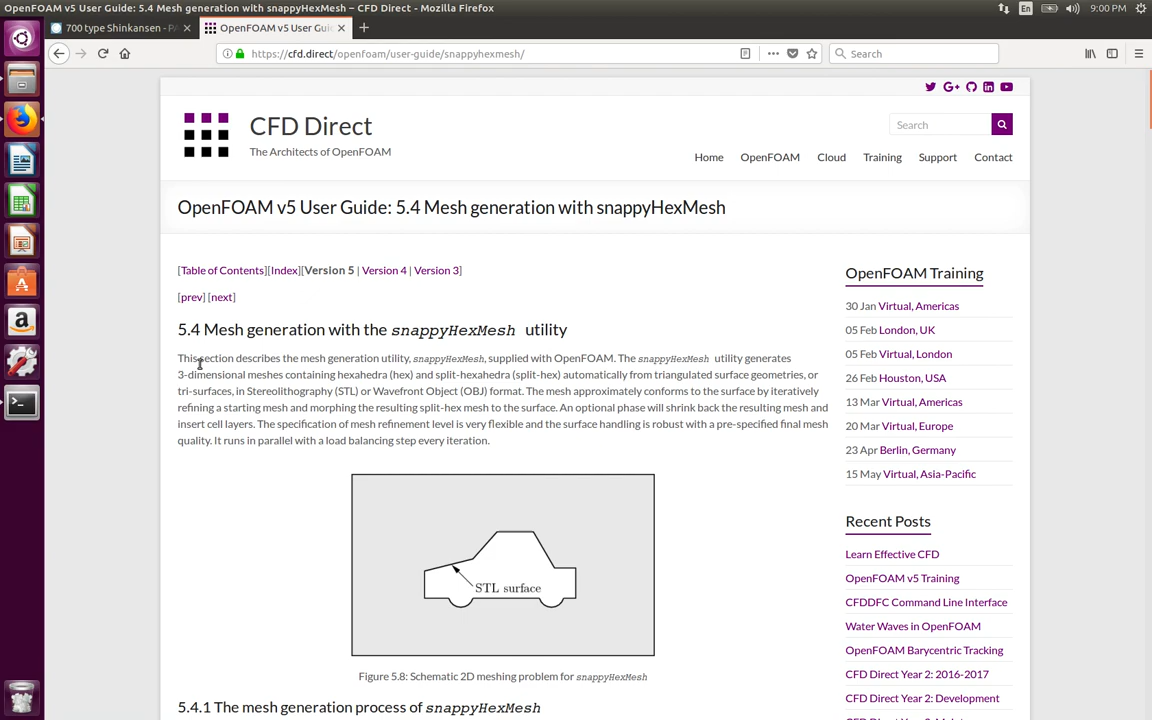 OpenFOAM v5 User Guide: 5.4 Mesh generation with snappyHexMesh – CFD Direct - Mozilla Firefox
En
9:00 PM
700 type Shinkansen - PA
OpenFOAM v5 User Guid
https://cfd.direct/openfoam/user-guide/snappyhexmesh/
Search
CFD Direct
The Architects of OpenFOAM
Search
Home OpenFOAM Cloud Training Support Contact
OpenFOAM v5 User Guide: 5.4 Mesh generation with snappyHexMesh
[Table of Contents][Index][Version 5 | Version 4 | Version 3]
[prev] [next]
5.4 Mesh generation with the snappyHexMesh utility
This section describes the mesh generation utility, snappyHexMesh, supplied with OpenFOAM. The snappyHexMesh utility generates
3-dimensional meshes containing hexahedra (hex) and split-hexahedra (split-hex) automatically from triangulated surface geometries, or
tri-surfaces, in Stereolithography (STL) or Wavefront Object (OBJ) format. The mesh approximately conforms to the surface by iteratively
refining a starting mesh and morphing the resulting split-hex mesh to the surface. An optional phase will shrink back the resulting mesh and
insert cell layers. The specification of mesh refinement level is very flexible and the surface handling is robust with a pre-specified final mesh
quality. It runs in parallel with a load balancing step every iteration.
STL surface
Figure 5.8: Schematic 2D meshing problem for snappyHexMesh
5.4.1 The mesh generation process of snappyHexMesh
OpenFOAM Training
30 Jan Virtual, Americas
05 Feb London, UK
05 Feb Virtual, London
26 Feb Houston, USA
13 Mar Virtual, Americas
20 Mar Virtual, Europe
23 Apr Berlin, Germany
15 May Virtual, Asia-Pacific
Recent Posts
Learn Effective CFD
OpenFOAM v5 Training
CFDDFC Command Line Interface
Water Waves in OpenFOAM
OpenFOAM Barycentric Tracking
CFD Direct Year 2: 2016-2017
CFD Direct Year 2: Development